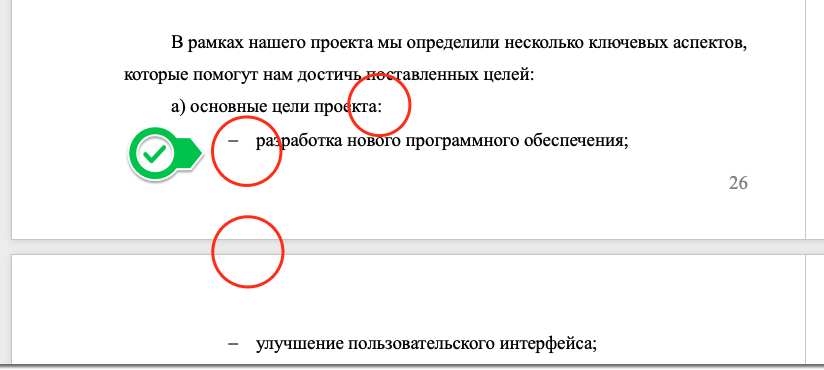 В рамках нашего проекта мы определили несколько ключевых аспектов,
которые помогут нам достичь поставленных целей:
а) основные цели проекта:
– разработка нового программного обеспечения;
26
– улучшение пользовательского интерфейса;